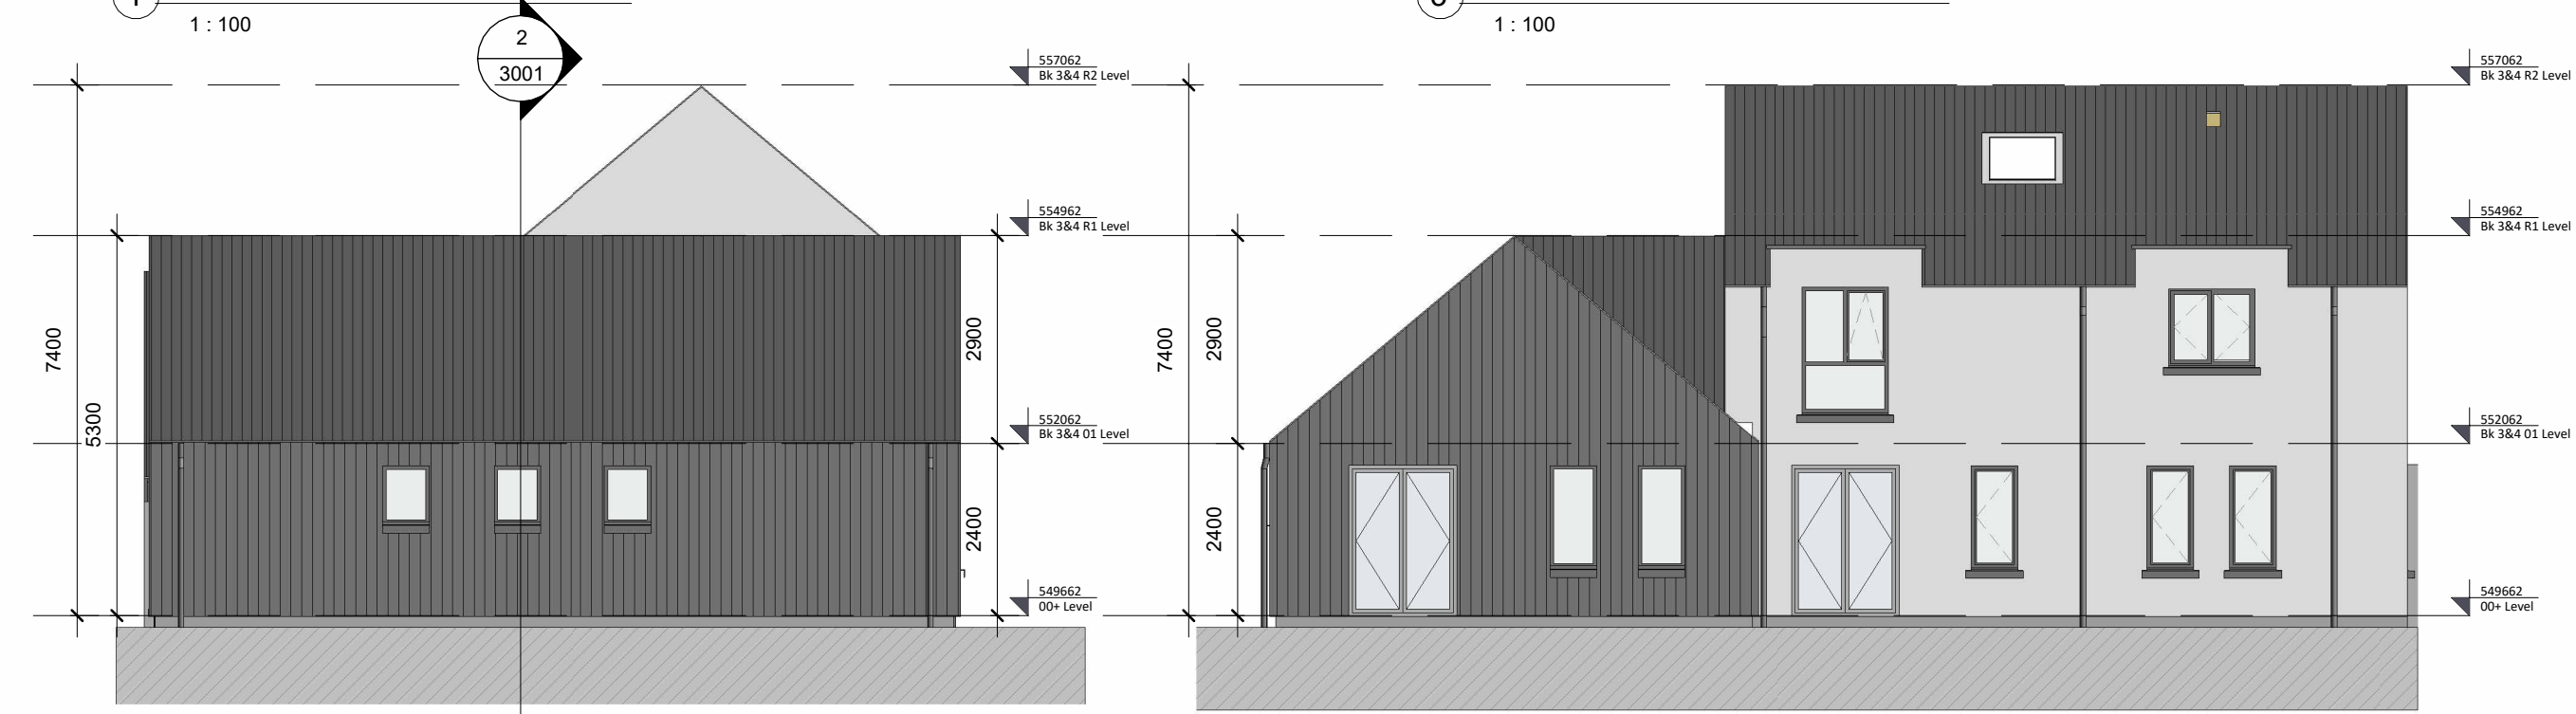 1 : 100
2
3001
557062
Bk 3&4 R2 Level
554962
Bk 3&4 R1 Level
552062
Bk 3&4 01 Level
549662
00+ Level
7400
5300
2900
2400
1 : 100
557062
Bk 3&4 R2 Level
554962
Bk 3&4 R1 Level
552062
Bk 3&4 01 Level
549662
00+ Level
7400
2900
2400